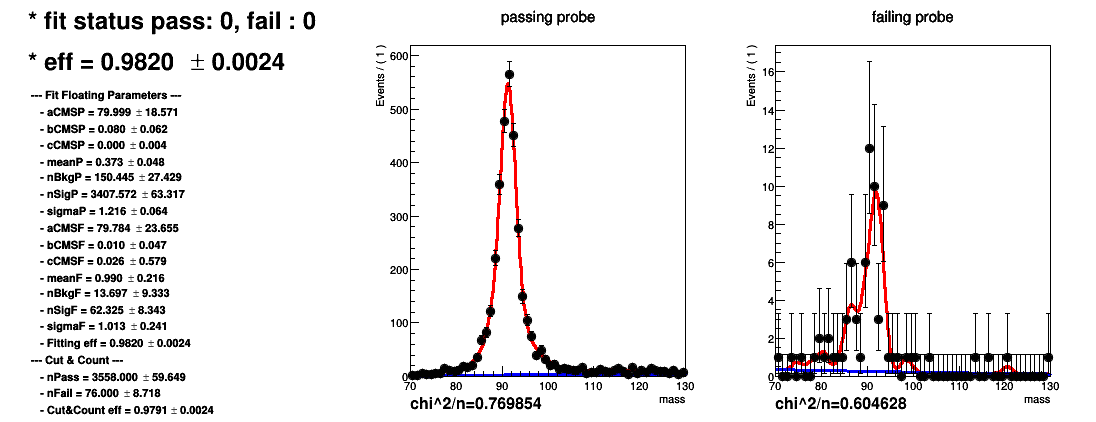 * fit status pass: 0, fail : 0
* eff = 0.9820 ± 0.0024
--- Fit Floating Parameters ---
- aCMSP = 79.999 ± 18.571
- bCMSP = 0.080 ± 0.062
- cCMSP = 0.000 ± 0.004
- meanP = 0.373 ± 0.048
- nBkgP = 150.445 ± 27.429
- nSigP = 3407.572 ± 63.317
- sigmaP = 1.216 ± 0.064
- aCMSF = 79.784 ± 23.655
- bCMSF = 0.010 ± 0.047
- cCMSF = 0.026 ± 0.579
- meanF = 0.990 ± 0.216
- nBkgF = 13.697 ± 9.333
- nSigF = 62.325 ± 8.343
- sigmaF = 1.013 ± 0.241
- Fitting eff = 0.9820 ± 0.0024
--- Cut & Count ---
- nPass = 3558.000 ± 59.649
- nFail = 76.000 ± 8.718
- Cut&Count eff = 0.9791 ± 0.0024
passing probe
Events / ( 1 )
600
500
400
300
200
100
0
70 80 90 100 110 120 130
mass
chi^2/n=0.769854
failing probe
Events / ( 1 )
16
14
12
10
8
6
4
2
0
70 80 90 100 110 120 130
mass
chi^2/n=0.604628